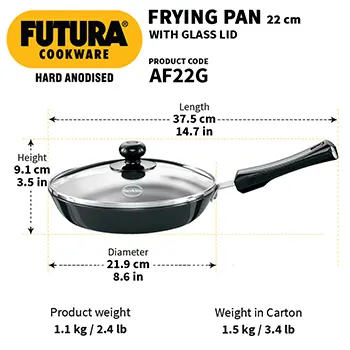 FUTURA®
COOKWARE
HARD ANODISED
FRYING PAN 22 cm
WITH GLASS LID
PRODUCT CODE
AF22G
Length
37.5 cm
14.7 in
Height
9.1 cm
3.5 in
Diameter
21.9 cm
8.6 in
Product weight
1.1 kg / 2.4 lb
Weight in Carton
1.5 kg / 3.4 lb